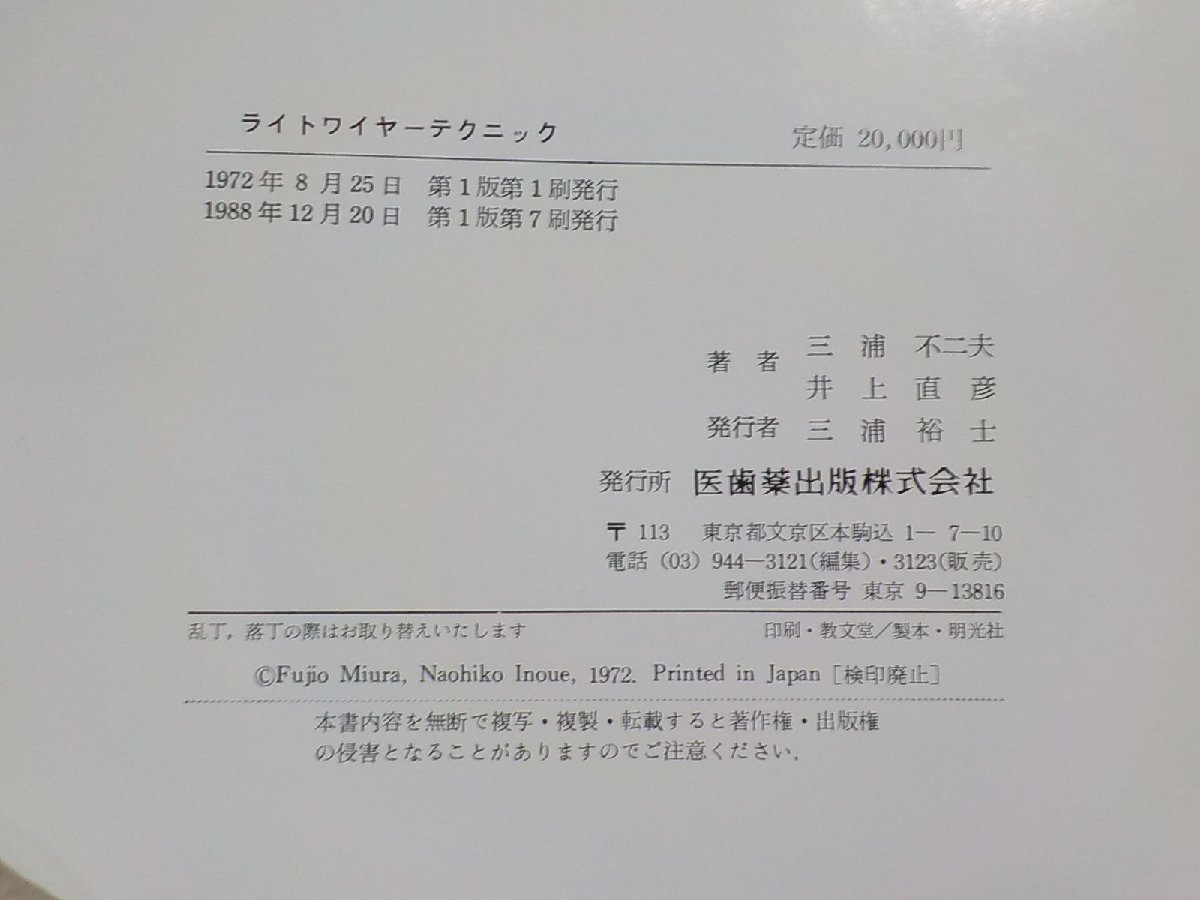 ライトワイヤーテクニック 定価 20,000円
1972年 8 月25日 第1版第1刷発行
1988年12月20日 第1版第7刷発行
著者 三浦 不二夫
井上直彦
発行者 三浦裕士
発行所 医歯薬出版株式会社
〒 113 東京都文京区本駒込 1— 7—10
電話 (03) 944—3121(編集)・3123(販売)
郵便振替番号 東京 9—13816
乱丁,落丁の際はお取り替えいたします 印刷・教文堂/製本・明光社
©Fujio Miura, Naohiko Inoue, 1972. Printed in Japan [検印廃止]
本書内容を無断で複写・複製・転載すると著作権・出版権
の侵害となることがありますのでご注意ください.